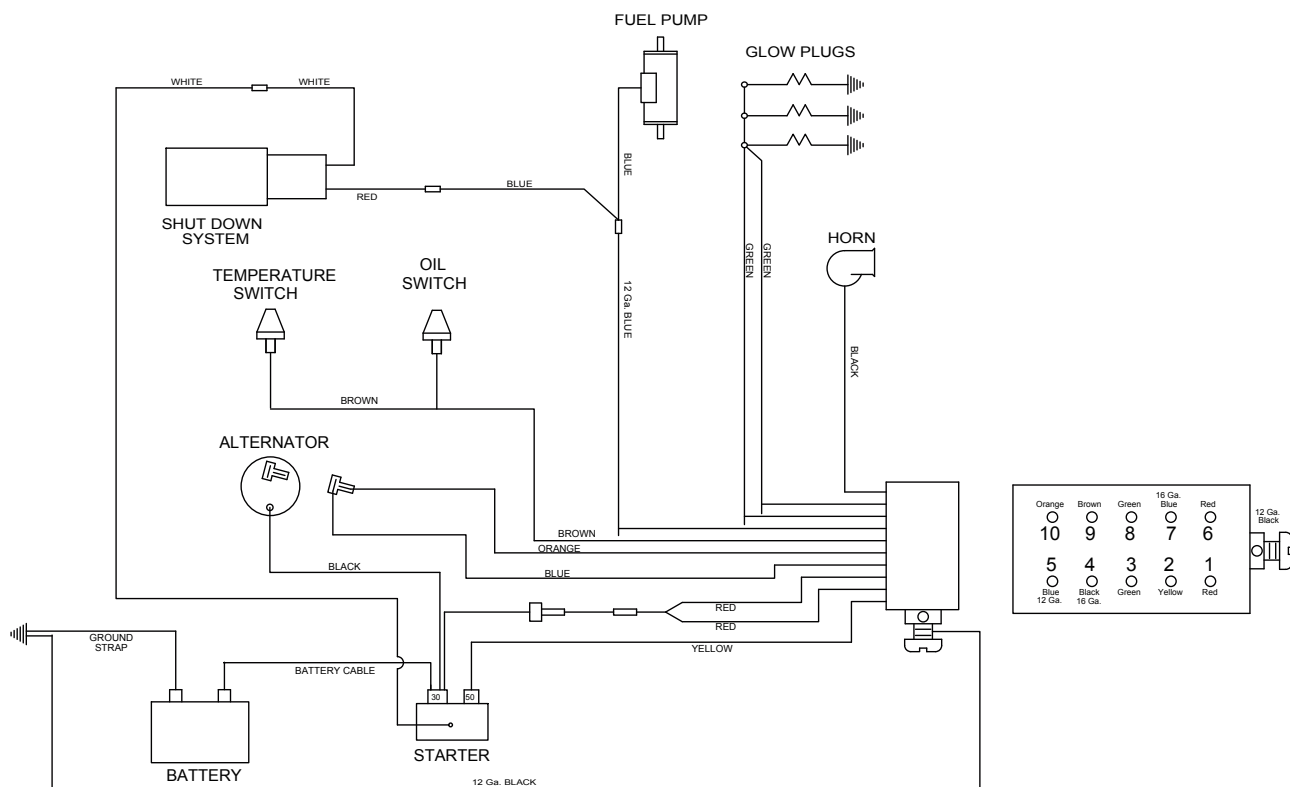 FUEL PUMP
GLOW PLUGS
WHITE
WHITE
BLUE
RED
BLUE
SHUT DOWN
SYSTEM
GREEN
GREEN
HORN
TEMPERATURE
SWITCH
OIL
SWITCH
12 Ga. BLUE
BLACK
BROWN
ALTERNATOR
BROWN
ORANGE
BLACK
BLUE
RED
RED
YELLOW
GROUND
STRAP
BATTERY CABLE
30
50
STARTER
BATTERY
12 Ga. BLACK
Orange Brown Green 16 Ga. Blue Red
10 9 8 7 6
12 Ga.
Black
5 4 3 2 1
Blue 12 Ga. Black 16 Ga. Green Yellow Red